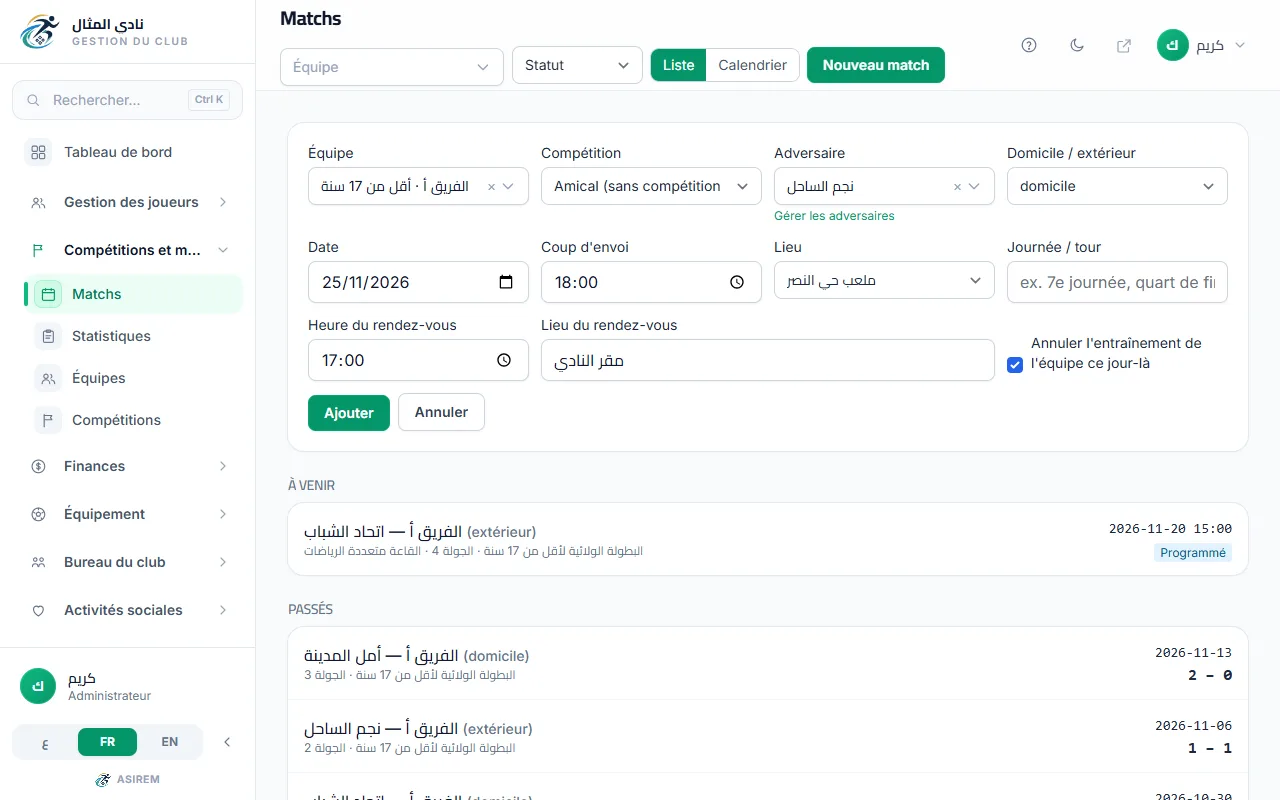 نادي المثال
GESTION DU CLUB
Rechercher...
Ctrl K
Tableau de bord
Gestion des joueurs
Compétitions et m...
Matchs
Statistiques
Équipes
Compétitions
Finances
Équipement
Bureau du club
Activités sociales
ك
كريم
Administrateur
ع
FR
EN
ASIREM
Matchs
Équipe
Statut
Liste
Calendrier
Nouveau match
ك
كريم
Équipe
Compétition
Adversaire
Domicile / extérieur
الفريق أ · أقل من 17 سنة
Amical (sans compétition
نجم الساحل
domicile
Gérer les adversaires
Date
Coup d'envoi
Lieu
Journée / tour
25/11/2026
18:00
ملعب حي النصر
ex. 7e journée, quart de fi
Heure du rendez-vous
Lieu du rendez-vous
17:00
مقر النادي
Annuler l'entraînement de
l'équipe ce jour-là
Ajouter
Annuler
À VENIR
الفريق أ — اتحاد الشباب (extérieur)
2026-11-20 15:00
البطولة الولائية لأقل من 17 سنة · الجولة 4 · القاعة متعددة الرياضات
Programmé
PASSÉS
الفريق أ — أمل المدينة (domicile)
2026-11-13
البطولة الولائية لأقل من 17 سنة · الجولة 3
2 – 0
الفريق أ — نجم الساحل (extérieur)
2026-11-06
البطولة الولائية لأقل من 17 سنة · الجولة 2
1 – 1
الفريق أ — اتحاد الشباب (domicile)
2026-10-30